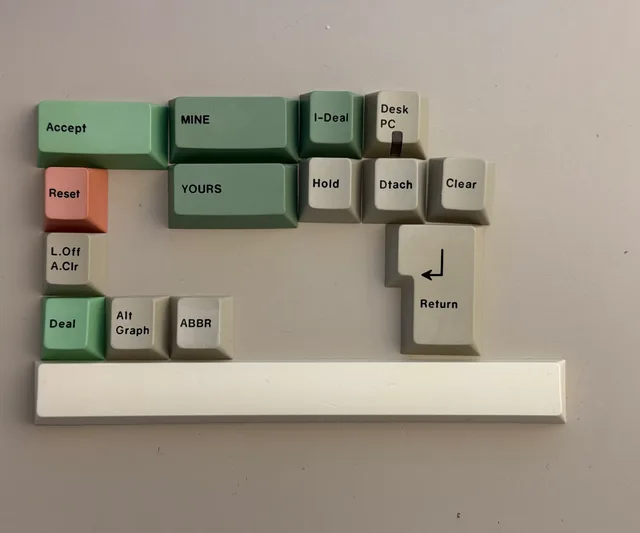 Accept
MINE
I-Deal
Desk
PC
Reset
YOURS
Hold
Dtach
Clear
L.Off
A.Clr
Return
Deal
Alt
Graph
ABBR